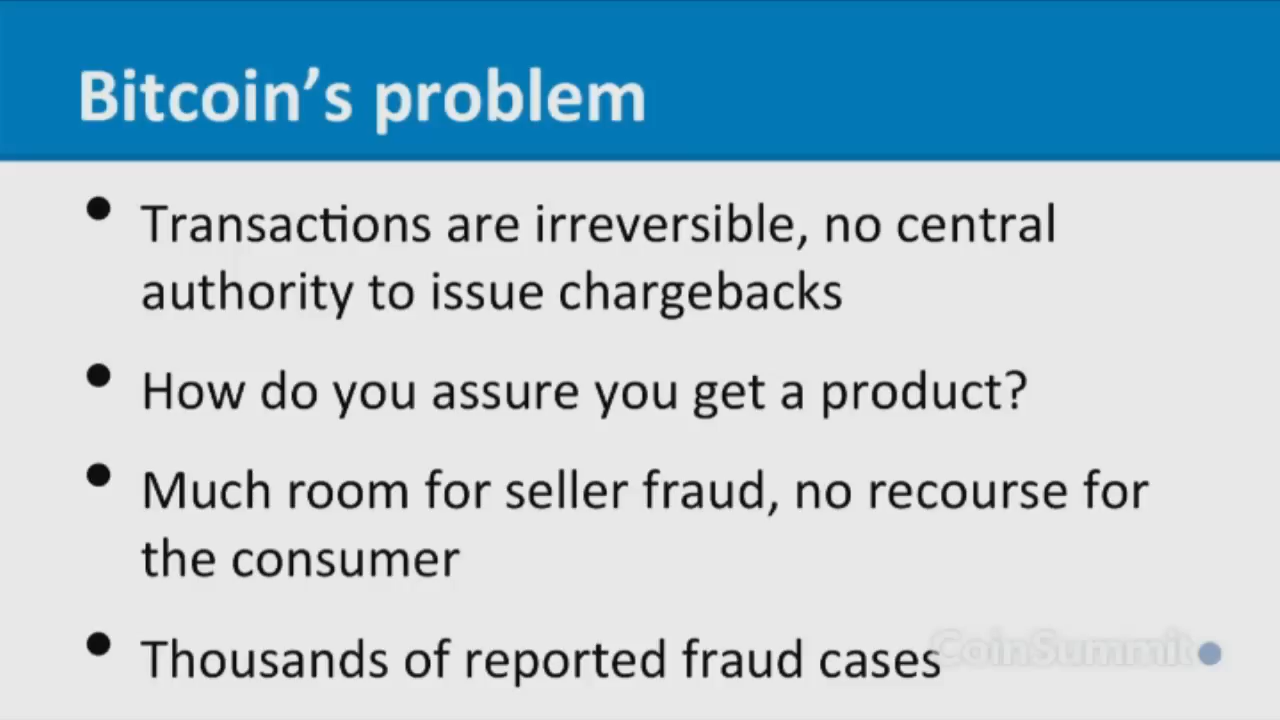 Bitcoin’s problem
• Transactions are irreversible, no central
authority to issue chargebacks
• How do you assure you get a product?
• Much room for seller fraud, no recourse for
the consumer
• Thousands of reported fraud cases
CoinSummit